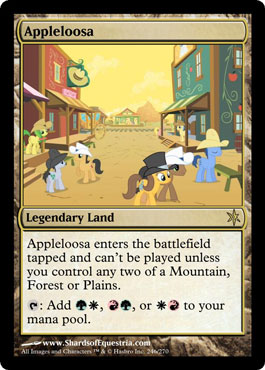 Appleloosa
Legendary Land
Appleloosa enters the battlefield
tapped and can't be played unless
you control any two of a Mountain,
Forest or Plains.
: Add , , or to your
mana pool.
www.ShardsofEquestria.com
All Images and Characters ™ & © Hasbro Inc. 246/270